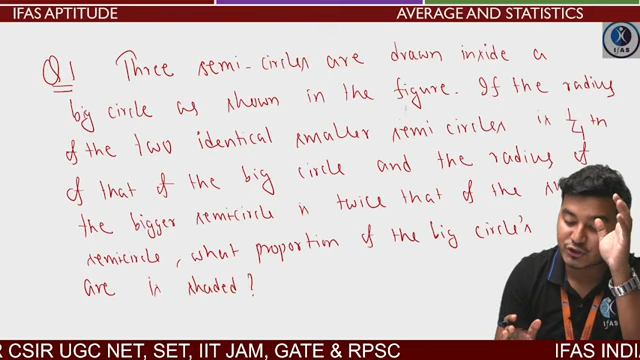 IFAS APTITUDE
AVERAGE AND STATISTICS
IFAS
Q1 Three semi-circles are drawn inside a
big circle as shown in the figure. If the radius
of the two identical smaller semi circles is 1/4 th
of that of the big circle and the radius of
the bigger semicircle is twice that of the
semicircle, what proportion of the big circle's
are is shaded?
iFAS
R CSIR UGC NET, SET, IIT JAM, GATE & RPSC
IFAS INDI